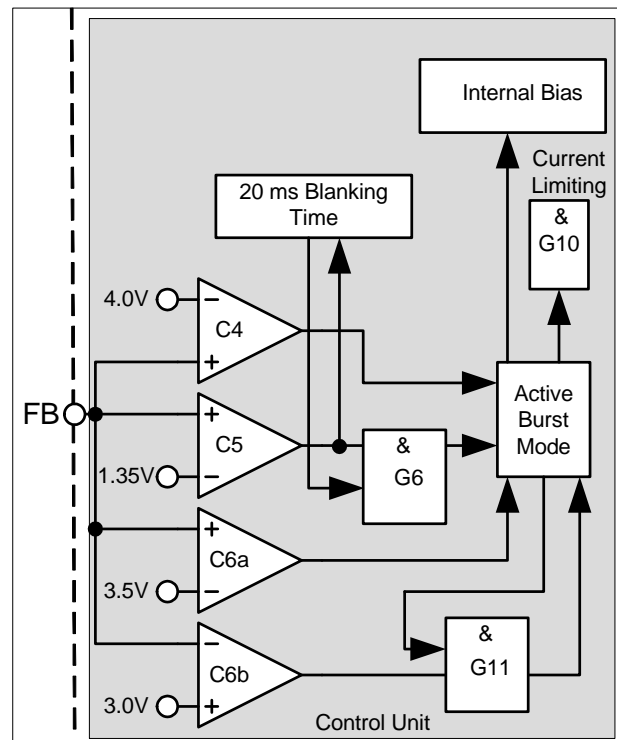 Internal Bias
Current
Limiting
20 ms Blanking
Time
&
G10
4.0V
−
C4
+
FB
+
C5
−
1.35V
&
G6
Active
Burst
Mode
+
C6a
−
3.5V
−
C6b
+
3.0V
&
G11
Control Unit